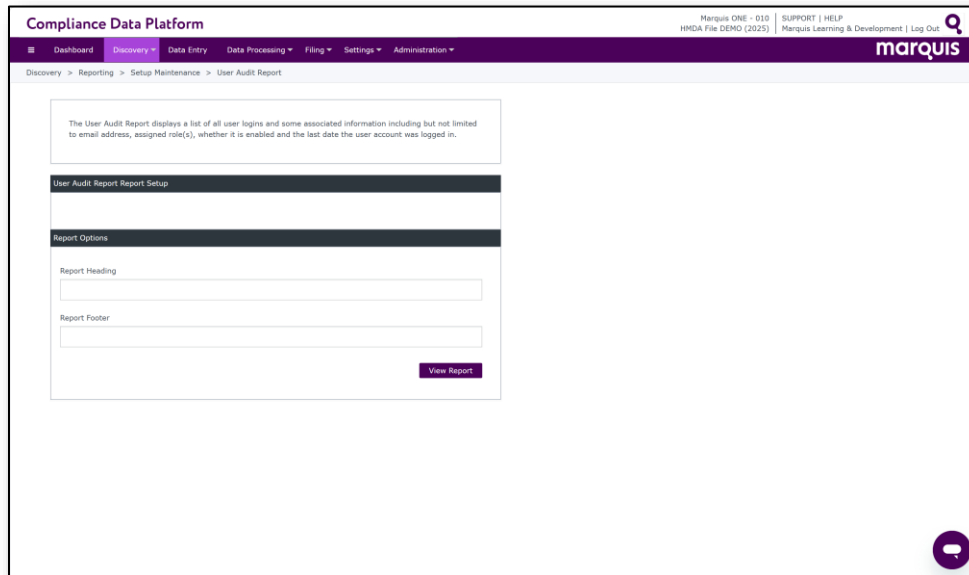 Compliance Data Platform
Marquis ONE - 010
SUPPORT | HELP
HMDA File DEMO (2025)
Marquis Learning & Development | Log Out
Dashboard
Discovery
Data Entry
Data Processing
Filing
Settings
Administration
marquis
Discovery > Reporting > Setup Maintenance > User Audit Report
The User Audit Report displays a list of all user logins and some associated information including but not limited
to email address, assigned role(s), whether it is enabled and the last date the user account was logged in.
User Audit Report Report Setup
Report Options
Report Heading
Report Footer
View Report